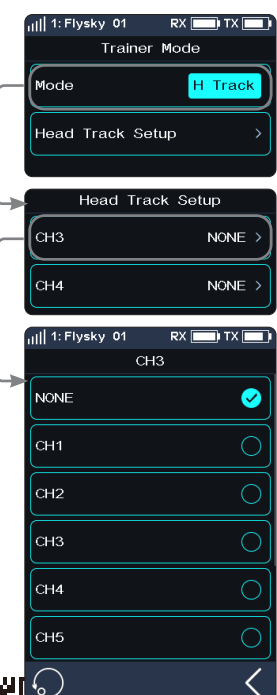 1: Flysky 01 RX TX
Trainer Mode
Mode H Track
Head Track Setup >
Head Track Setup
CH3 NONE >
CH4 NONE >
1: Flysky 01 RX TX
CH3
NONE
CH1
CH2
CH3
CH4
CH5